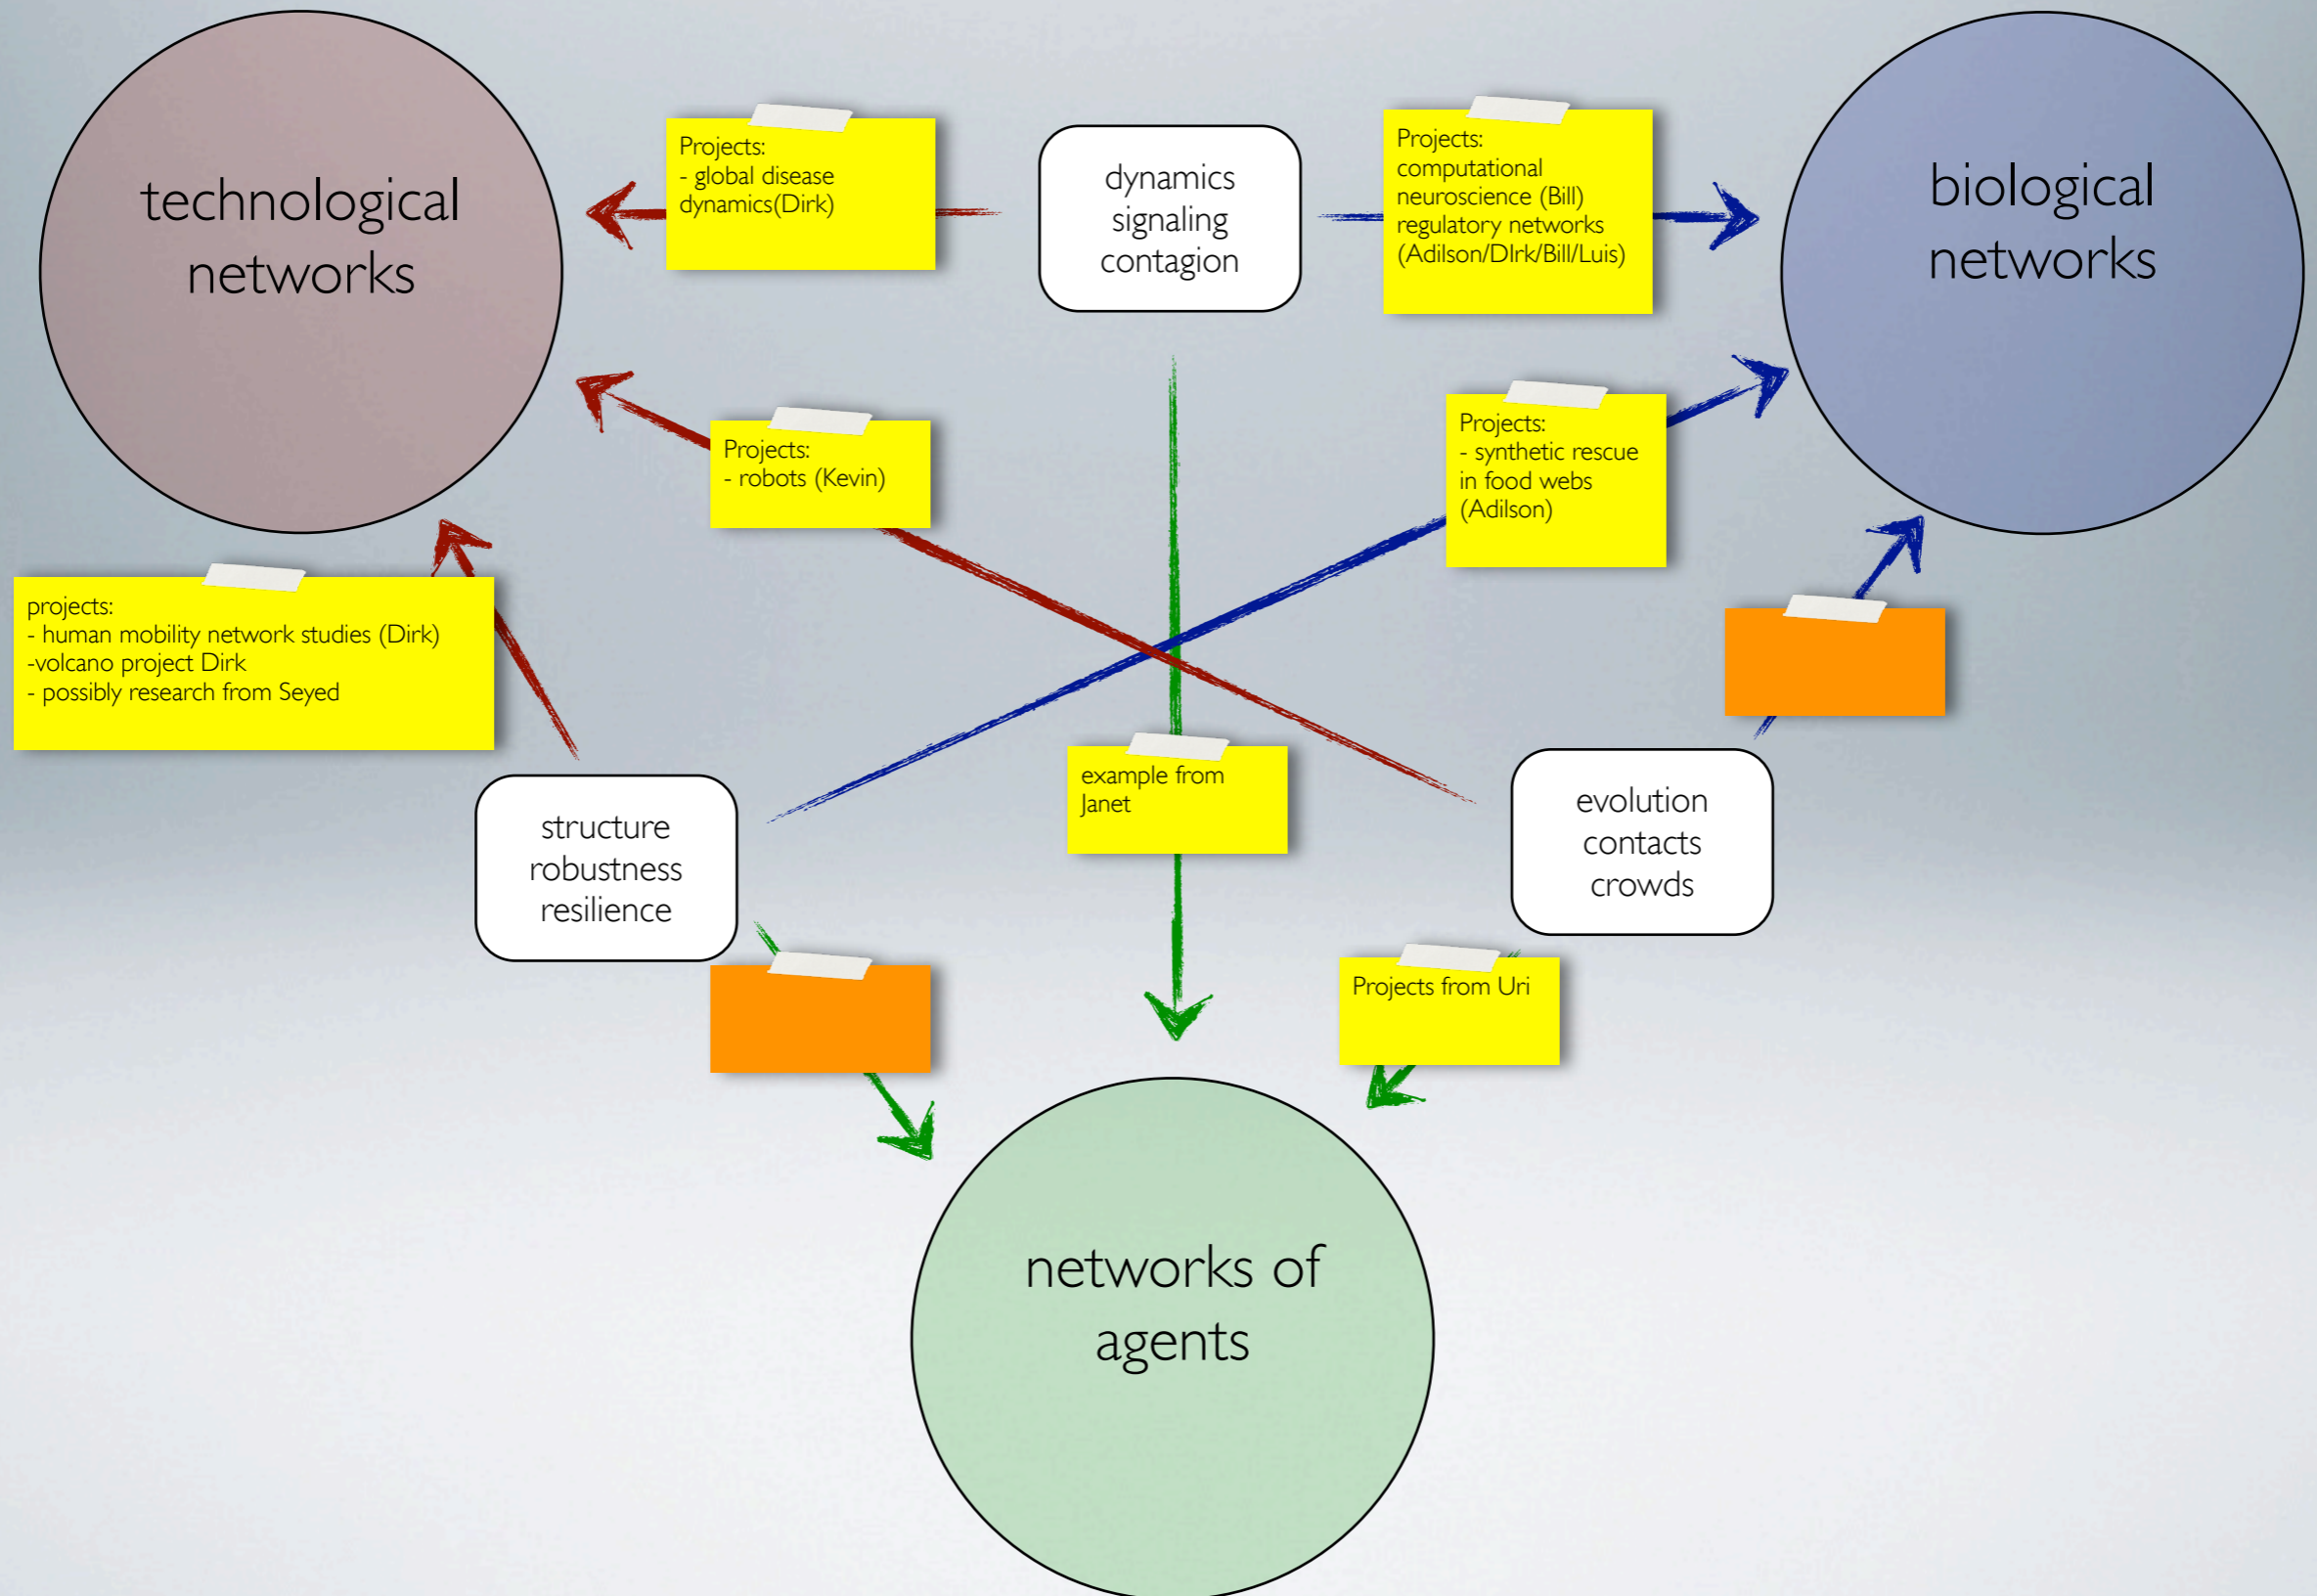 technological
networks
Projects:
- global disease
dynamics(Dirk)
dynamics
signaling
contagion
Projects:
computational
neuroscience (Bill)
regulatory networks
(Adilson/DIrk/Bill/Luis)
biological
networks
Projects:
- robots (Kevin)
Projects:
- synthetic rescue
in food webs
(Adilson)
projects:
- human mobility network studies (Dirk)
-volcano project Dirk
- possibly research from Seyed
structure
robustness
resilience
example from
Janet
evolution
contacts
crowds
Projects from Uri
networks of
agents